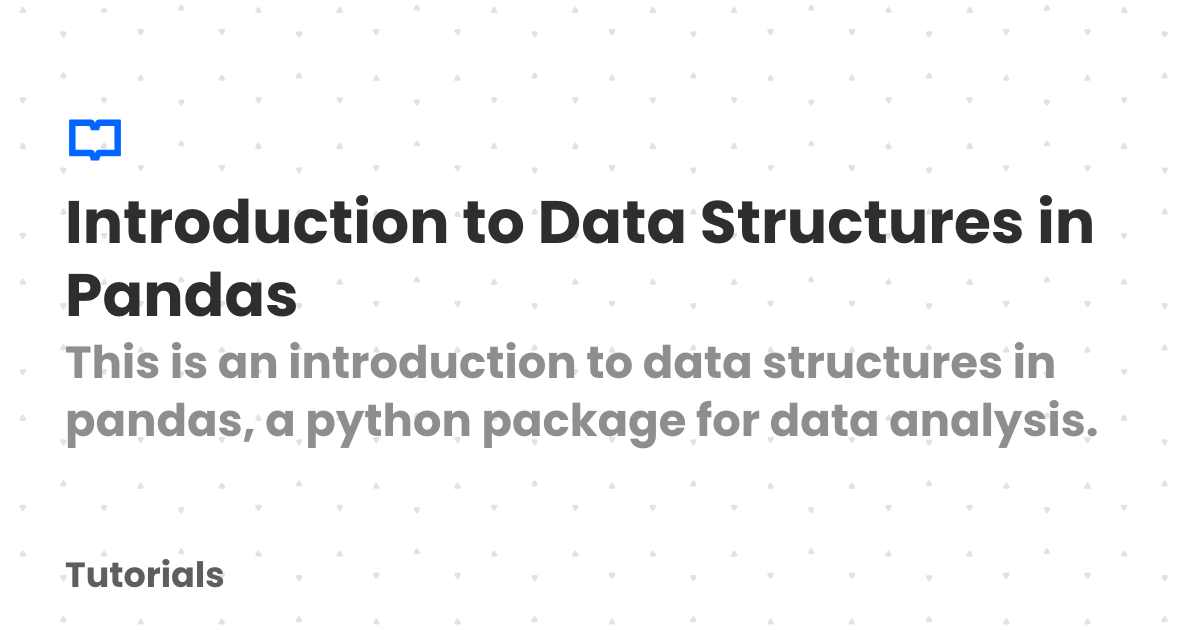 Introduction to Data Structures in
Pandas
This is an introduction to data structures in
pandas, a python package for data analysis.
Tutorials